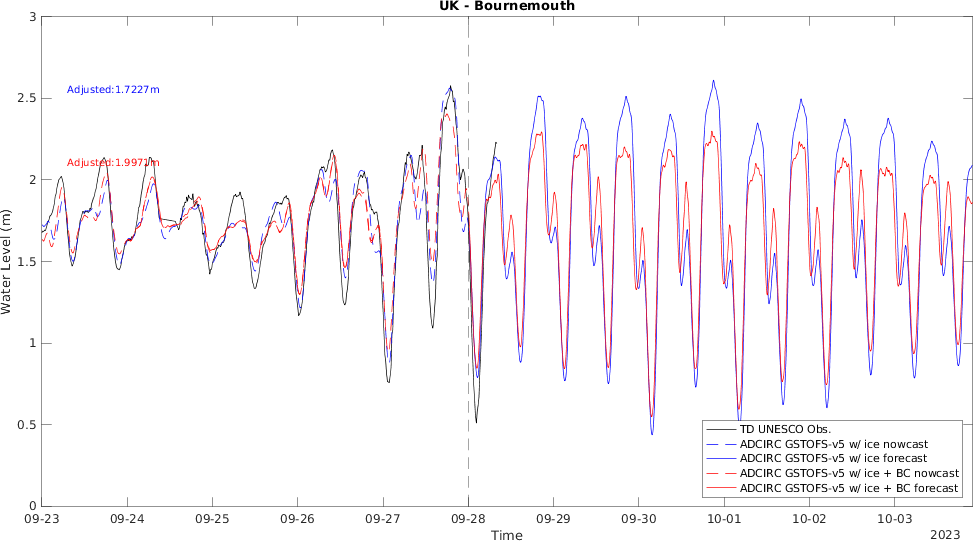 UK - Bournemouth
3
2.5
2
1.5
1
0.5
0
Water Level (m)
Adjusted:1.7227m
Adjusted:1.9971m
TD UNESCO Obs.
ADCIRC GSTOFS-v5 w/ ice nowcast
ADCIRC GSTOFS-v5 w/ ice forecast
ADCIRC GSTOFS-v5 w/ ice + BC nowcast
ADCIRC GSTOFS-v5 w/ ice + BC forecast
09-23 09-24 09-25 09-26 09-27 09-28 09-29 09-30 10-01 10-02 10-03
Time
2023